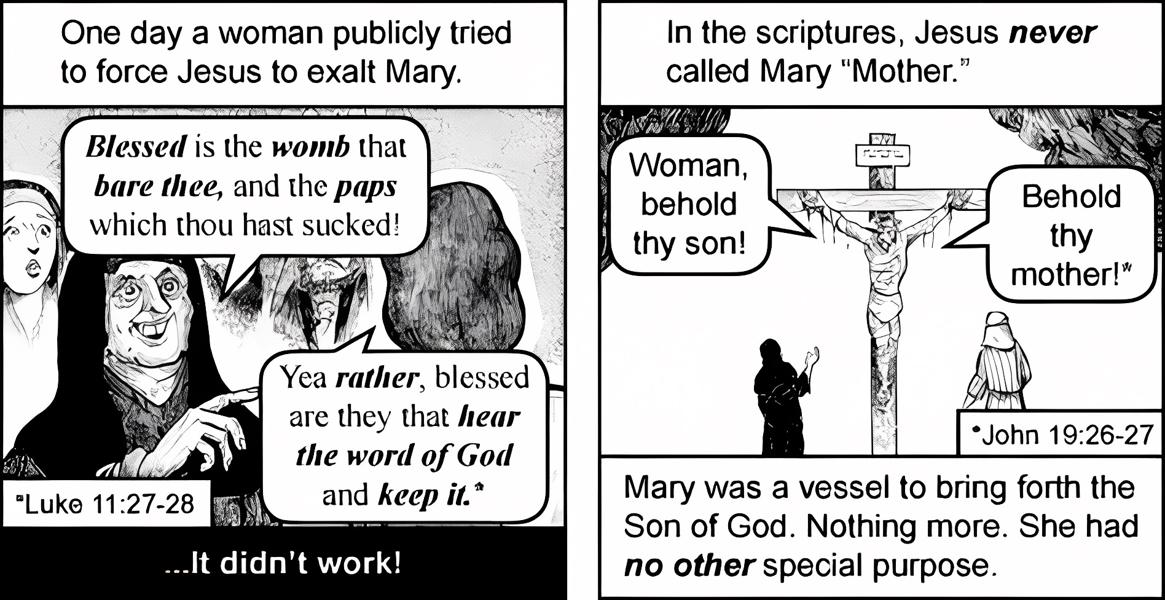 One day a woman publicly tried
to force Jesus to exalt Mary.
Blessed is the womb that
bare thee, and the paps
which thou hast sucked!
Yea rather, blessed
are they that hear
the word of God
and keep it.*
*Luke 11:27-28
...It didn't work!
In the scriptures, Jesus never
called Mary "Mother."
Woman,
behold
thy son!
Behold
thy
mother!*
*John 19:26-27
Mary was a vessel to bring forth the
Son of God. Nothing more. She had
no other special purpose.